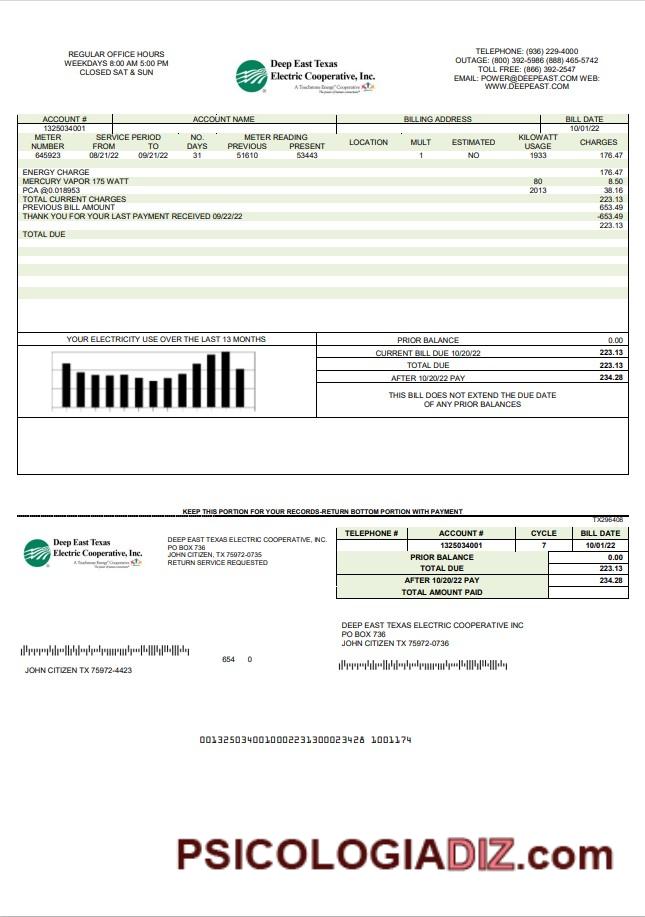 REGULAR OFFICE HOURS
WEEKDAYS 8:00 AM 5:00 PM
CLOSED SAT & SUN
Deep East Texas
Electric Cooperative, Inc.
A Touchstone Energy® Cooperative
The power of human connections®
TELEPHONE: (936) 229-4000
OUTAGE: (800) 392-5986 (888) 465-5742
TOLL FREE: (866) 392-2547
EMAIL: POWER@DEEPEAST.COM WEB:
WWW.DEEPEAST.COM
ACCOUNT # ACCOUNT NAME BILLING ADDRESS BILL DATE
1325034001 10/01/22
METER SERVICE PERIOD NO. METER READING LOCATION MULT ESTIMATED KILOWATT CHARGES
NUMBER FROM TO DAYS PREVIOUS PRESENT USAGE
645923 08/21/22 09/21/22 31 51610 53443 1 NO 1933 176.47
ENERGY CHARGE 176.47
MERCURY VAPOR 175 WATT 80 8.50
PCA @0.018953 2013 38.16
TOTAL CURRENT CHARGES 223.13
PREVIOUS BILL AMOUNT 653.49
THANK YOU FOR YOUR LAST PAYMENT RECEIVED 09/22/22 -653.49
223.13
TOTAL DUE
YOUR ELECTRICITY USE OVER THE LAST 13 MONTHS
PRIOR BALANCE 0.00
CURRENT BILL DUE 10/20/22 223.13
TOTAL DUE 223.13
AFTER 10/20/22 PAY 234.28
THIS BILL DOES NOT EXTEND THE DUE DATE
OF ANY PRIOR BALANCES
KEEP THIS PORTION FOR YOUR RECORDS-RETURN BOTTOM PORTION WITH PAYMENT
TX296408
Deep East Texas
Electric Cooperative, Inc.
A Touchstone Energy® Cooperative
The power of human connections®
DEEP EAST TEXAS ELECTRIC COOPERATIVE, INC.
PO BOX 736
JOHN CITIZEN, TX 75972-0735
RETURN SERVICE REQUESTED
TELEPHONE # ACCOUNT # CYCLE BILL DATE
1325034001 7 10/01/22
PRIOR BALANCE 0.00
TOTAL DUE 223.13
AFTER 10/20/22 PAY 234.28
TOTAL AMOUNT PAID
DEEP EAST TEXAS ELECTRIC COOPERATIVE INC
PO BOX 736
JOHN CITIZEN TX 75972-0736
654 0
JOHN CITIZEN TX 75972-4423
0013250340010002231300023428 1001174
PSICOLOGIADIZ.com